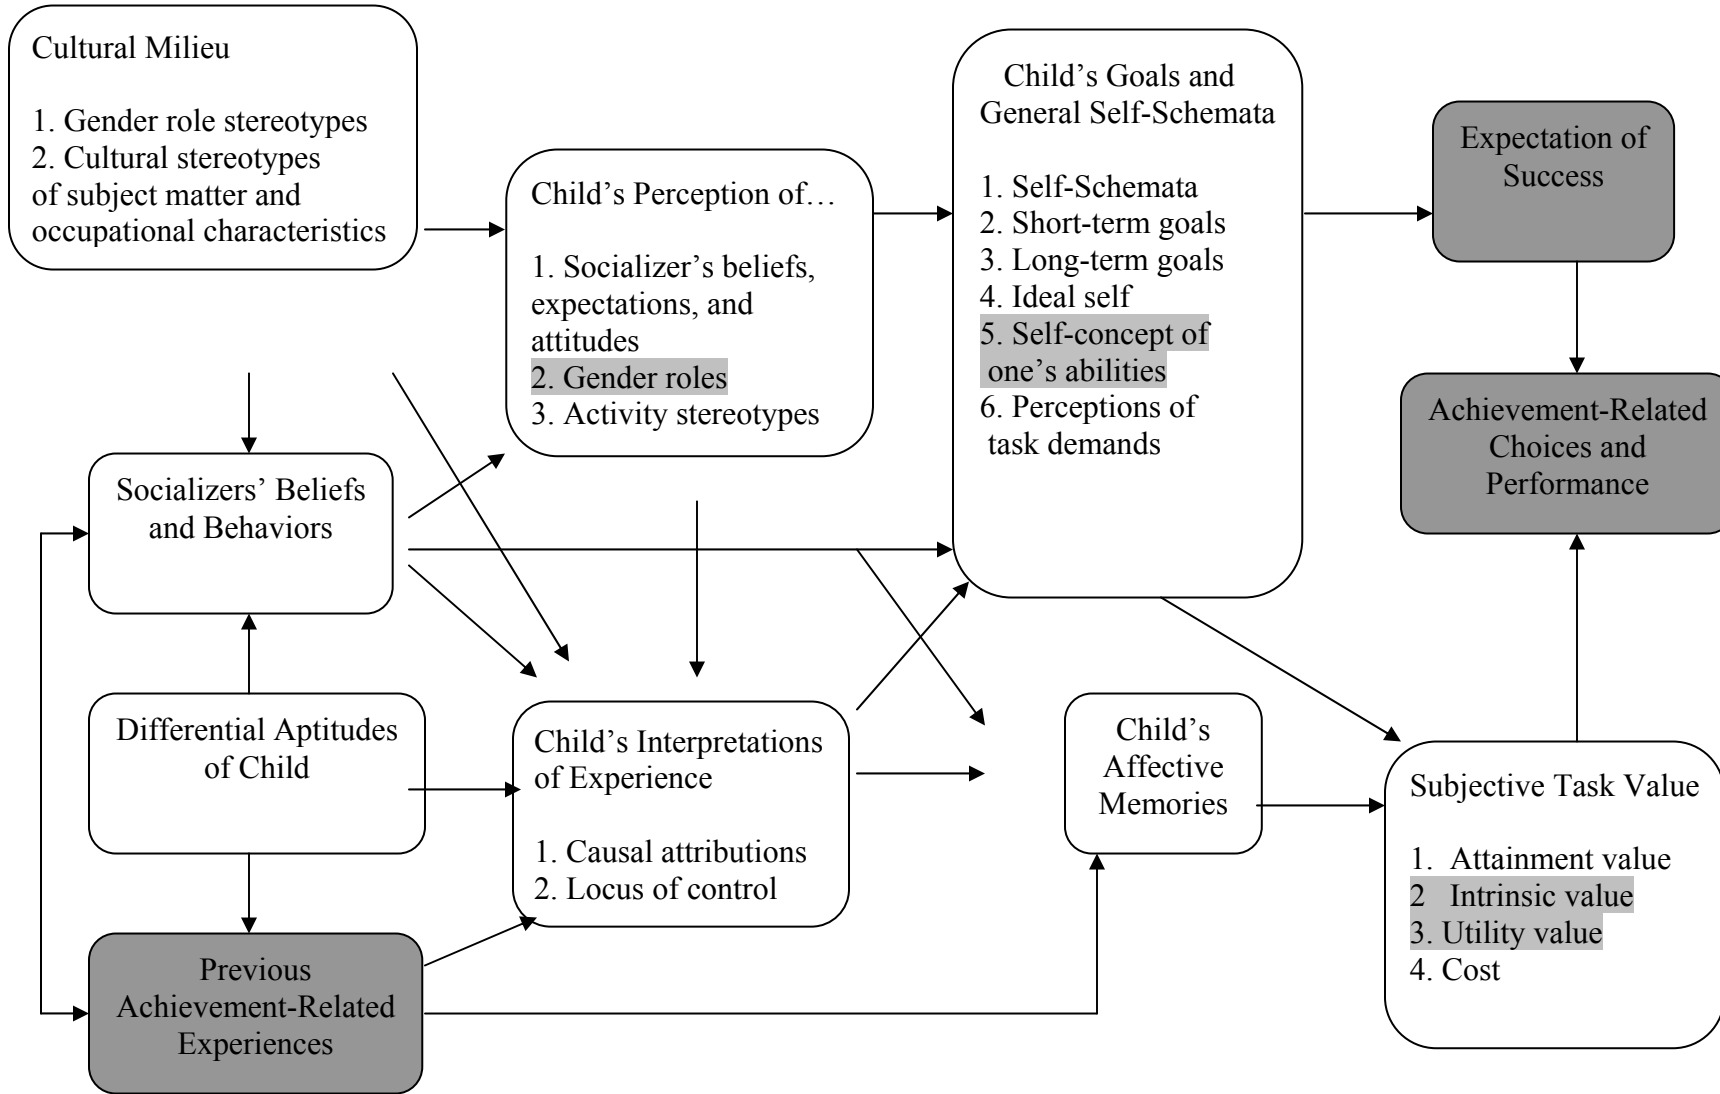 Cultural Milieu
1. Gender role stereotypes
2. Cultural stereotypes
of subject matter and
occupational characteristics
Child’s Perception of…
1. Socializer’s beliefs,
expectations, and
attitudes
2. Gender roles
3. Activity stereotypes
Child’s Goals and
General Self-Schemata
1. Self-Schemata
2. Short-term goals
3. Long-term goals
4. Ideal self
5. Self-concept of
one’s abilities
6. Perceptions of
task demands
Expectation of
Success
Achievement-Related
Choices and
Performance
Socializers’ Beliefs
and Behaviors
Differential Aptitudes
of Child
Child’s Interpretations
of Experience
1. Causal attributions
2. Locus of control
Child’s
Affective
Memories
Subjective Task Value
1. Attainment value
2 Intrinsic value
3. Utility value
4. Cost
Previous
Achievement-Related
Experiences